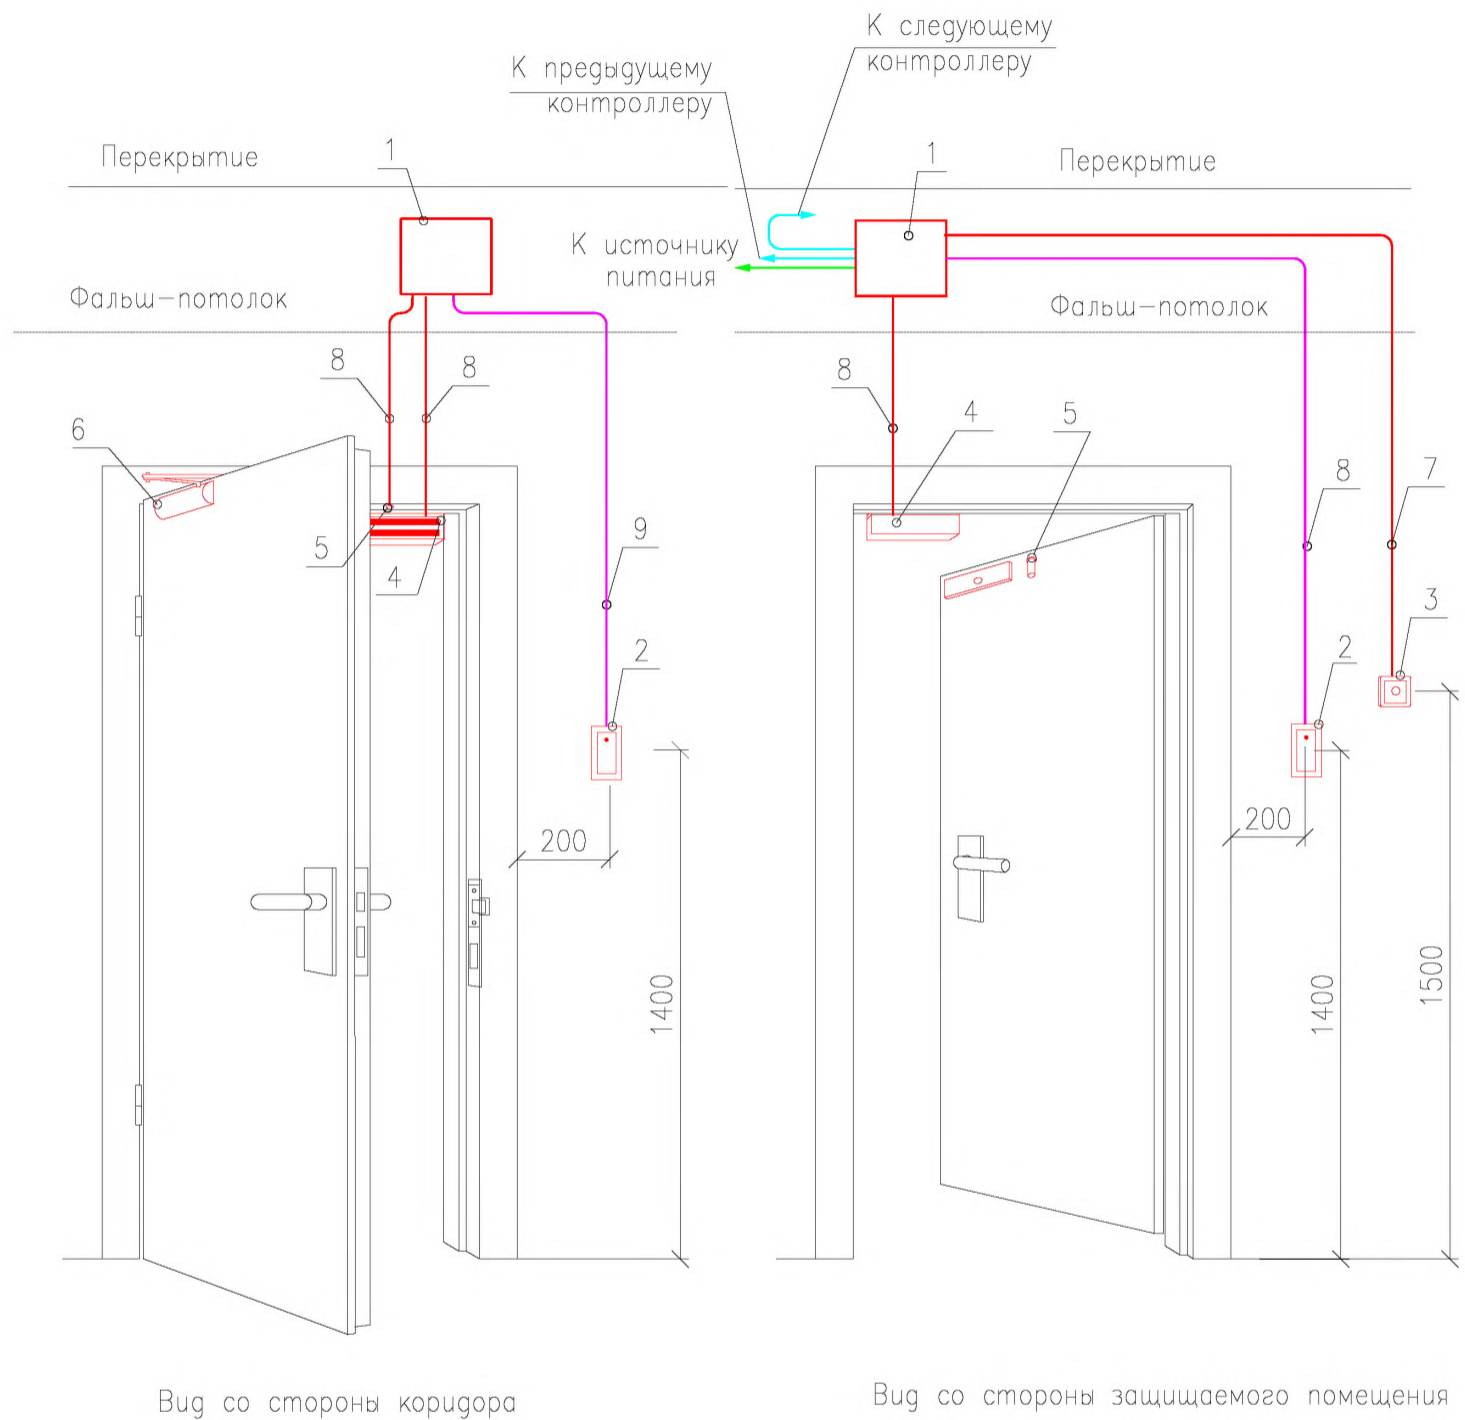 К следующему
контроллеру
К предыдущему
контроллеру
Перекрытие
1
1
Перекрытие
К источнику
питания
Фальш-потолок
Фальш-потолок
8
8
8
6
4
5
8
7
5
4
9
3
2
2
200
200
1400
1400
1500
Вид со стороны коридора
Вид со стороны защищаемого помещения